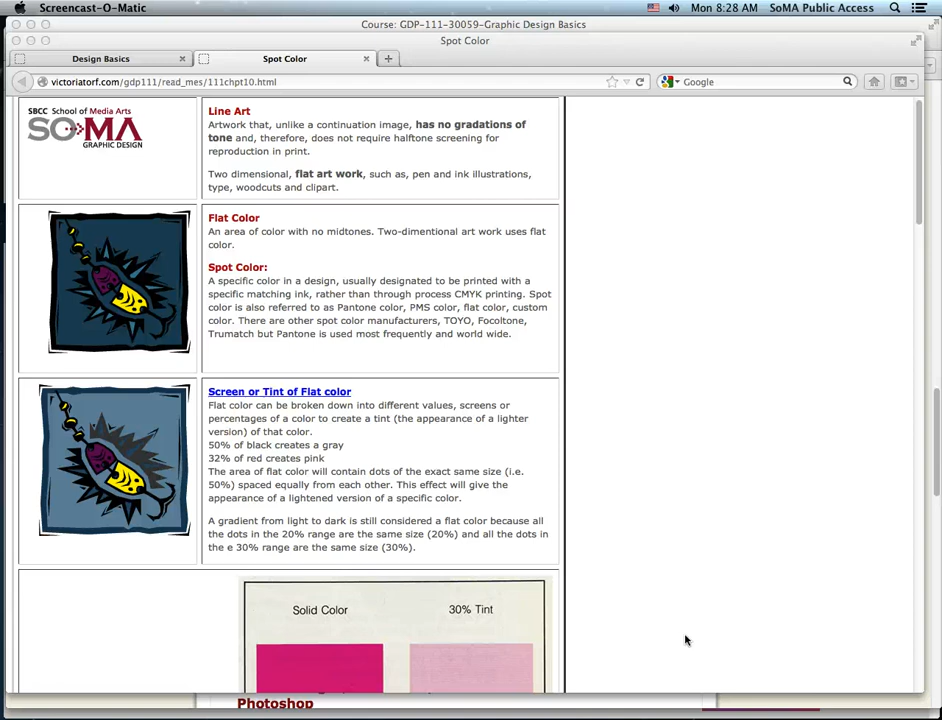 Screencast-O-Matic
Mon 8:28 AM SoMA Public Access
Course: GDP-111-30059-Graphic Design Basics
Spot Color
Design Basics
Spot Color
victoriatorf.com/gdp111/read_mes/111chpt10.html
Google
SBCC School of Media Arts
SOMA
GRAPHIC DESIGN
Line Art
Artwork that, unlike a continuation image, has no gradations of
tone and, therefore, does not require halftone screening for
reproduction in print.
Two dimensional, flat art work, such as, pen and ink illustrations,
type, woodcuts and clipart.
Flat Color
An area of color with no midtones. Two-dimentional art work uses flat
color.
Spot Color:
A specific color in a design, usually designated to be printed with a
specific matching ink, rather than through process CMYK printing. Spot
color is also referred to as Pantone color, PMS color, flat color, custom
color. There are other spot color manufacturers, TOYO, Focoltone,
Trumatch but Pantone is used most frequently and world wide.
Screen or Tint of Flat color
Flat color can be broken down into different values, screens or
percentages of a color to create a tint (the appearance of a lighter
version) of that color.
50% of black creates a gray
32% of red creates pink
The area of flat color will contain dots of the exact same size (i.e.
50%) spaced equally from each other. This effect will give the
appearance of a lightened version of a specific color.
A gradient from light to dark is still considered a flat color because all
the dots in the 20% range are the same size (20%) and all the dots in
the e 30% range are the same size (30%).
Solid Color
30% Tint
Photoshop